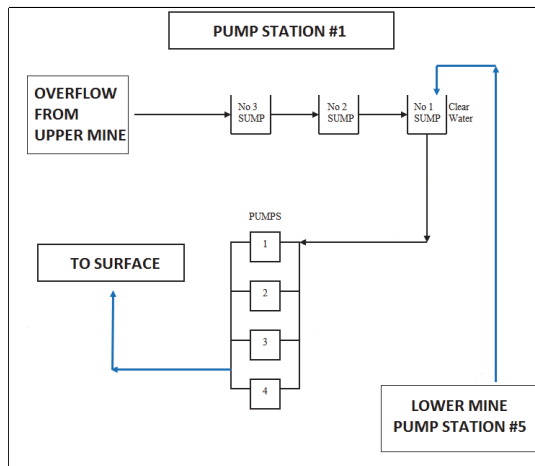 PUMP STATION #1
OVERFLOW
FROM
UPPER MINE
No 3
SUMP
No 2
SUMP
No 1
SUMP
Clear
Water
PUMPS
1
2
3
4
TO SURFACE
LOWER MINE
PUMP STATION #5